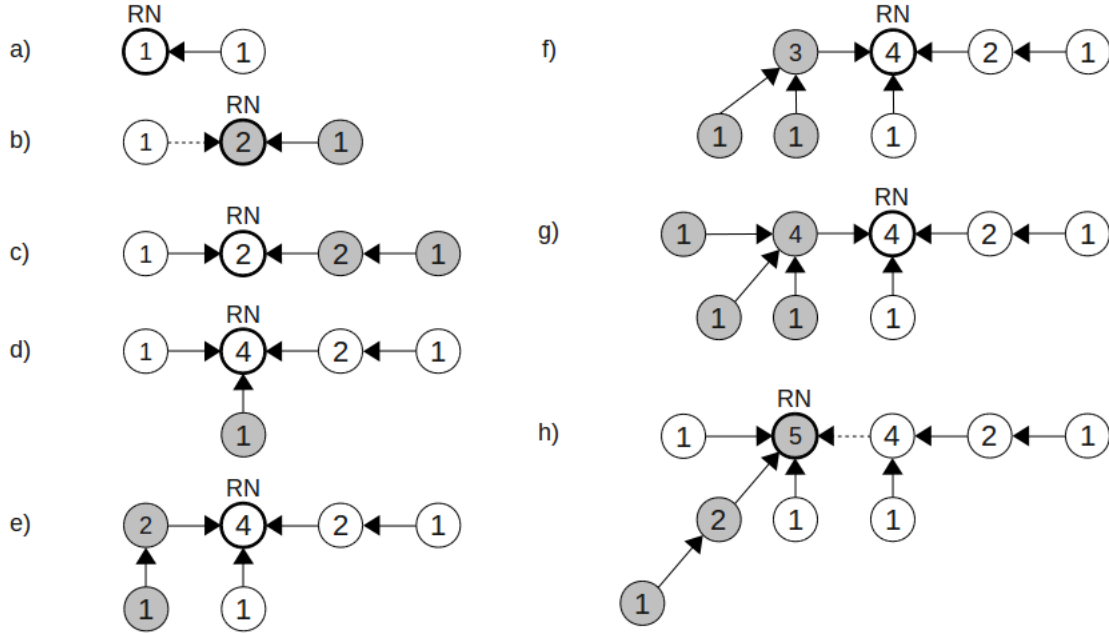 RN
a) 1 1
RN
b) 1 2 1
RN
c) 1 2 2 1
RN
d) 1 4 2 1
1
RN
e) 2 4 2 1
1 1
RN
f) 3 4 2 1
1 1 1
RN
g) 1 4 4 2 1
1 1 1
RN
h) 1 5 4 2 1
2 1 1
1